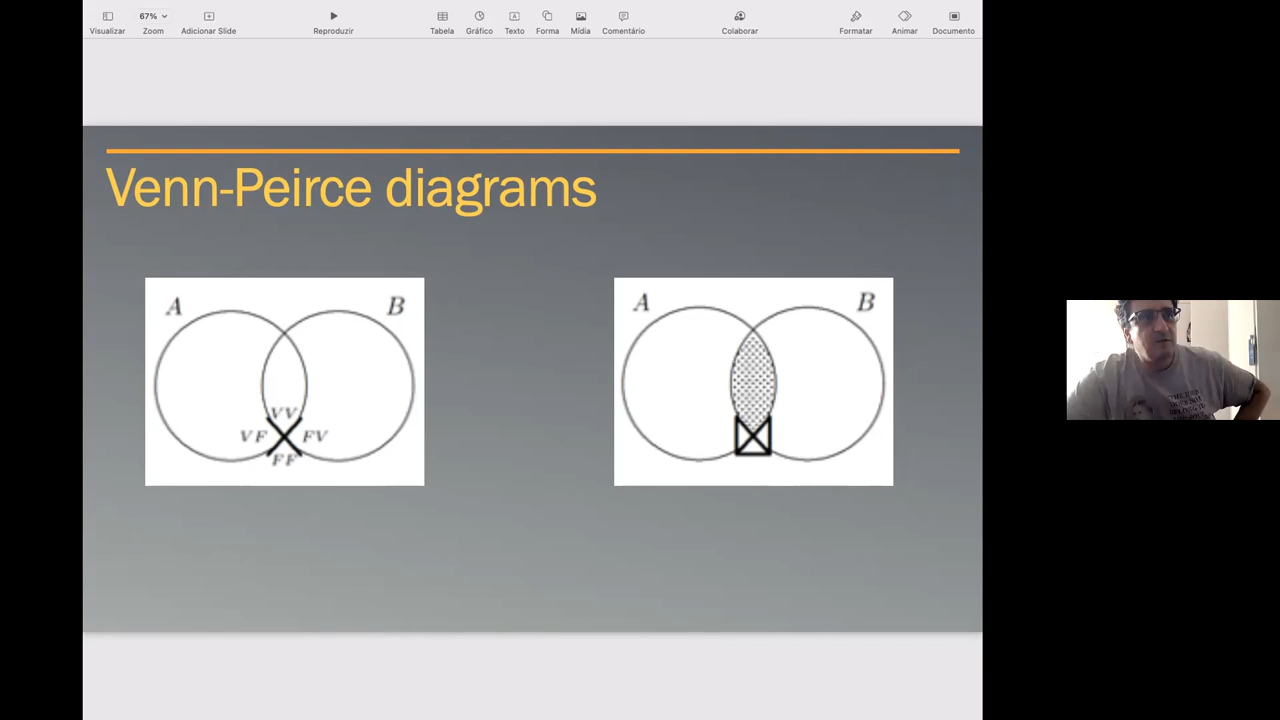 67%
Visualizar Zoom Adicionar Slide Reproduzir Tabela Gráfico Texto Forma Mídia Comentário Colaborar Formatar Animar Documento
Venn-Peirce diagrams
A B
VV
VF FV
FF
A B